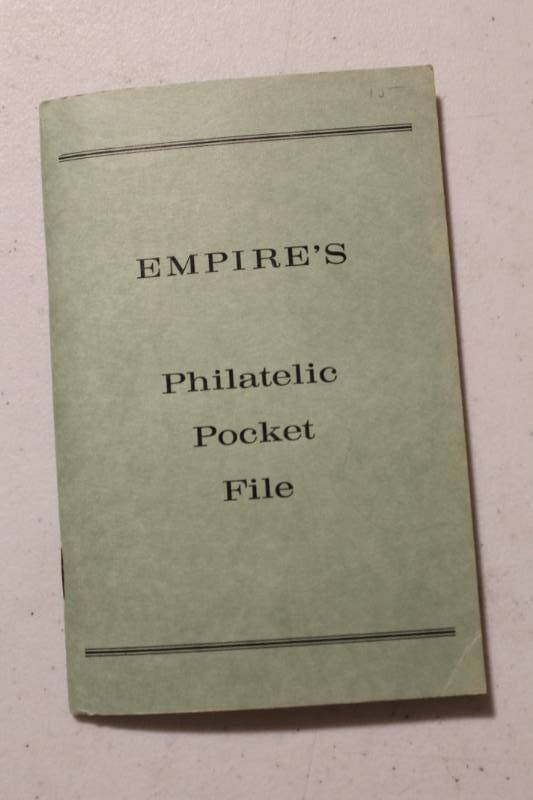 EMPIRE'S
Philatelic
Pocket
File